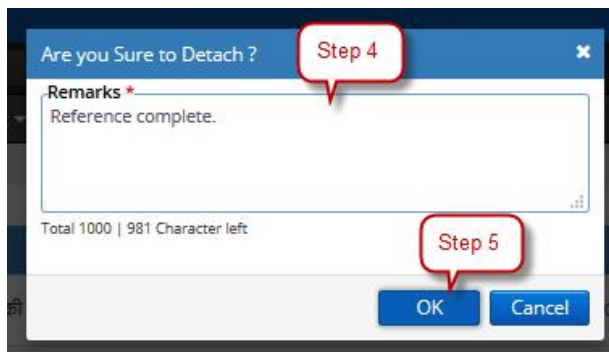 Are you Sure to Detach ?
Step 4
Remarks *
Reference complete.
Total 1000 | 981 Character left
Step 5
की
OK
Cancel